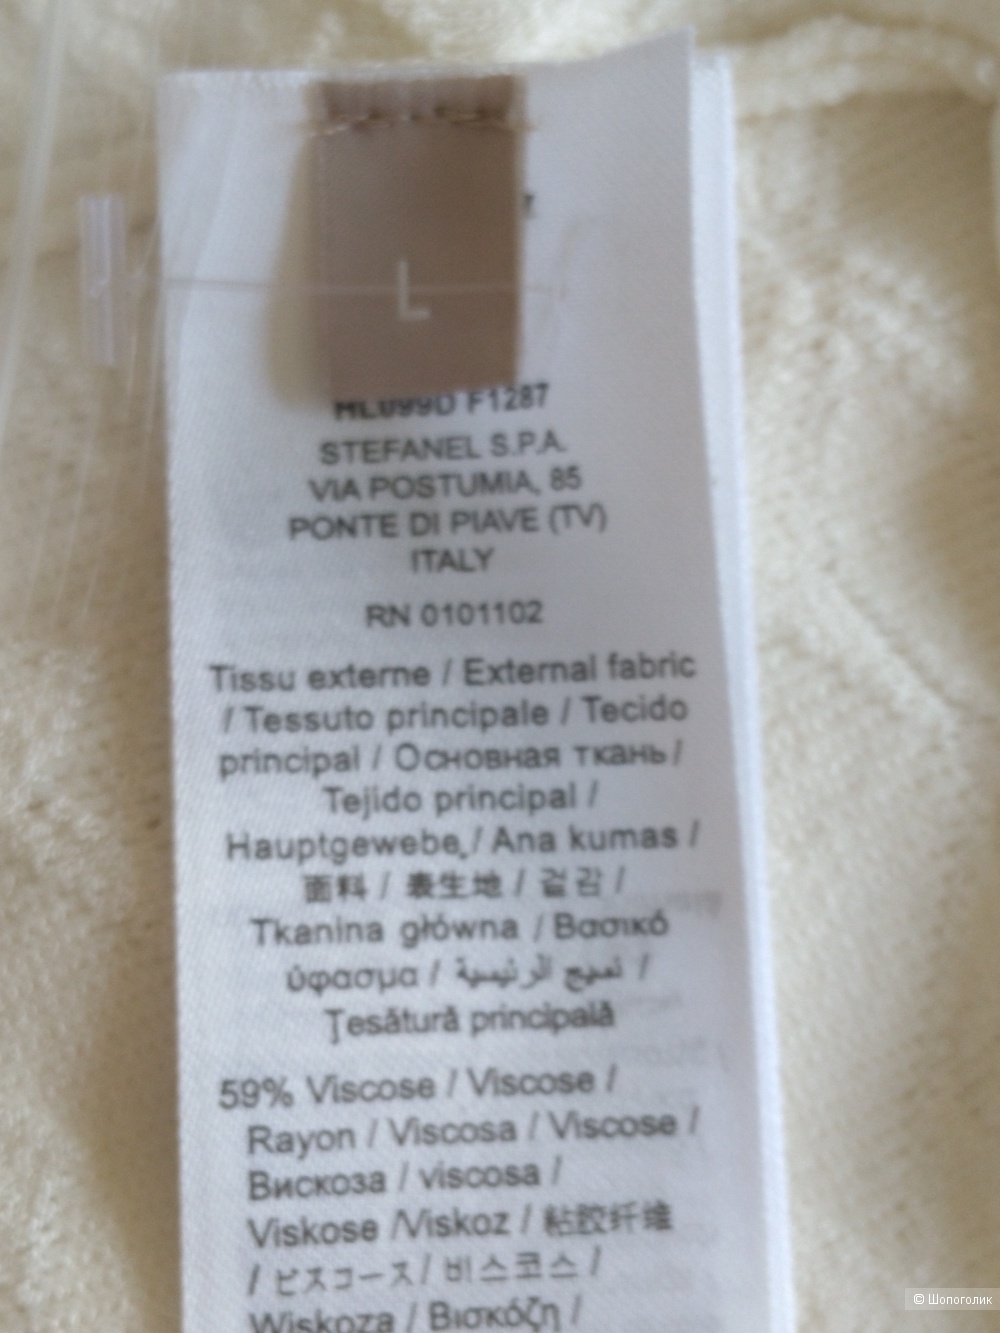 L
F1287
STEFANEL S.P.A.
VIA POSTUMIA, 85
PONTE DI PIAVE (TV)
ITALY
RN 0101102
Tissu externe / External fabric
/ Tessuto principale / Tecido
principal / Основная ткань /
Tejido principal /
Hauptgewebe / Ana kumas /
面料 / 表生地 / 겉감 /
Tkanina główna / Βασικό
ύφασμα / نسيج الرئيسية /
Ţesătură principală
59% Viscose / Viscose /
Rayon / Viscosa / Viscose /
Вискоза / viscosa /
Viskose /Viskoz / 粘胶纤维
/ ビスコース / 비스코스 /
Wiskoza / Βισκόζη /
© Шопоголик